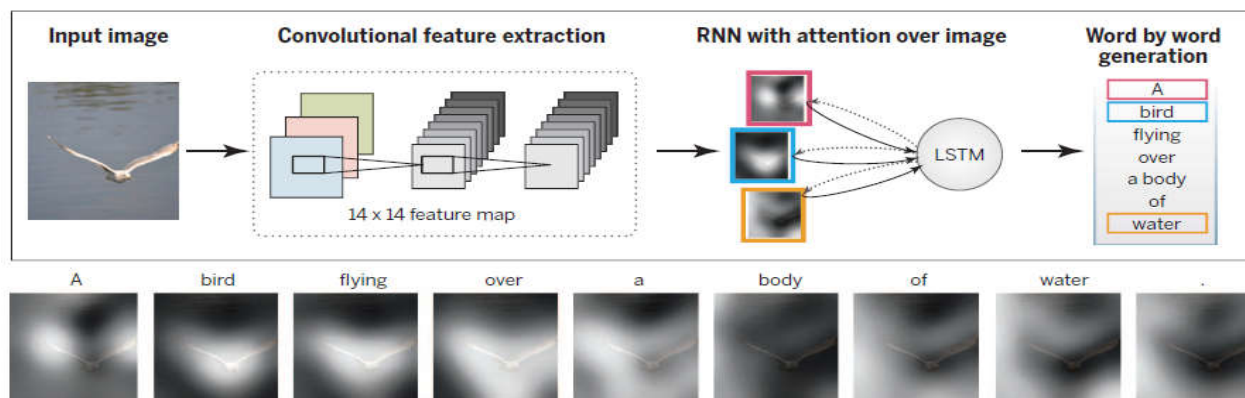 Input image
Convolutional feature extraction
RNN with attention over image
Word by word
generation
14 x 14 feature map
LSTM
A
bird
flying
over
a body
of
water
A bird flying over a body of water .